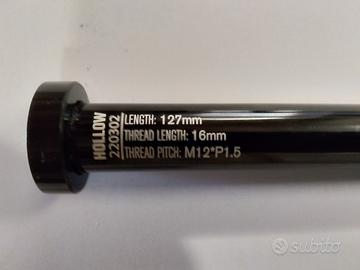 HOLLOW
220302
LENGTH: 127mm
THREAD LENGTH: 16mm
THREAD PITCH: M12*P1.5
subito